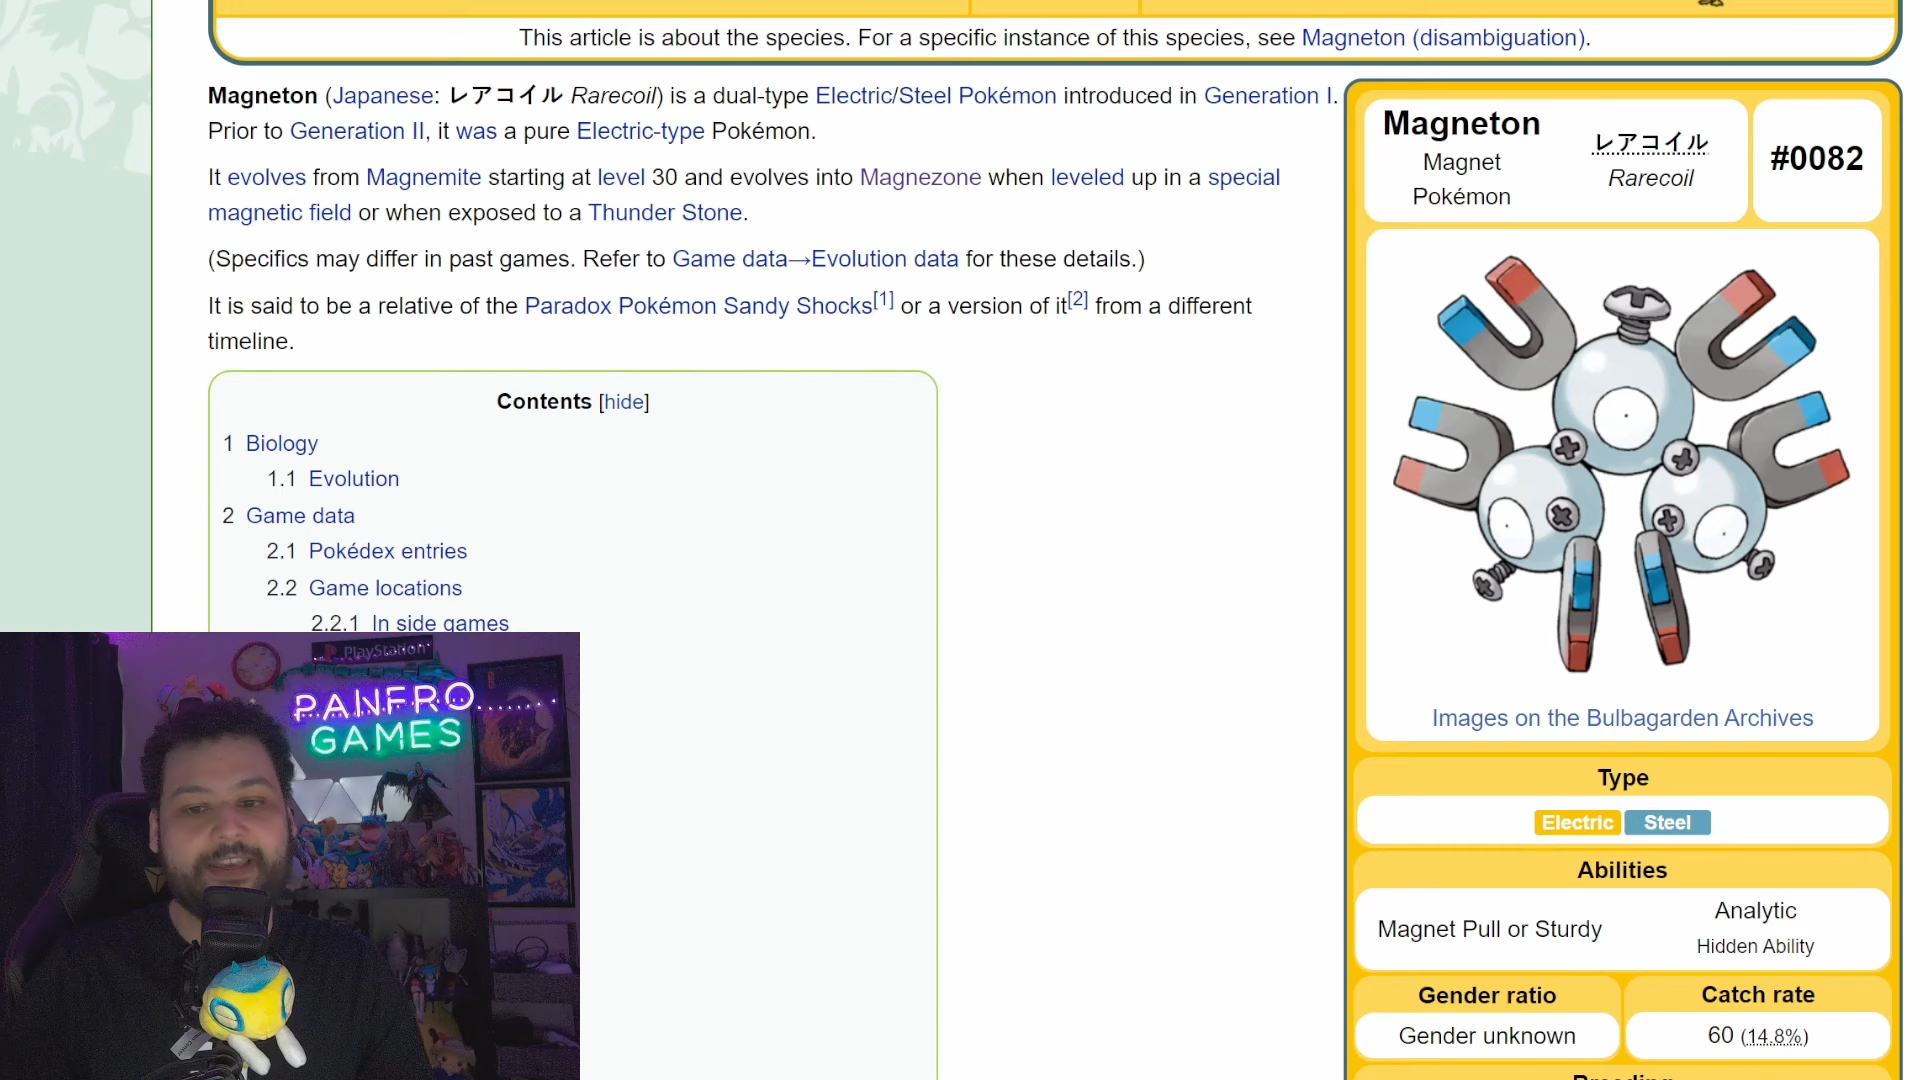 This article is about the species. For a specific instance of this species, see Magneton (disambiguation).
Magneton (Japanese: レアコイル Rarecoil) is a dual-type Electric/Steel Pokémon introduced in Generation I.
Prior to Generation II, it was a pure Electric-type Pokémon.
It evolves from Magnemite starting at level 30 and evolves into Magnezone when leveled up in a special
magnetic field or when exposed to a Thunder Stone.
(Specifics may differ in past games. Refer to Game data→Evolution data for these details.)
It is said to be a relative of the Paradox Pokémon Sandy Shocks[1] or a version of it[2] from a different
timeline.
Contents [hide]
1 Biology
1.1 Evolution
2 Game data
2.1 Pokédex entries
2.2 Game locations
2.2.1 In side games
PlayStation
PANFRO
GAMES
Magneton
Magnet
Pokémon
レアコイル
Rarecoil
#0082
Images on the Bulbagarden Archives
Type
Electric Steel
Abilities
Magnet Pull or Sturdy
Analytic
Hidden Ability
Gender ratio
Gender unknown
Catch rate
60 (14.8%)
Breeding